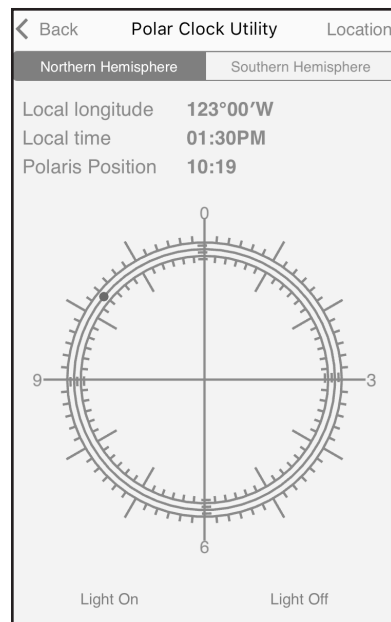 Back Polar Clock Utility Location
Northern Hemisphere Southern Hemisphere
Local longitude 123°00′W
Local time 01:30PM
Polaris Position 10:19
0
9 3
6
Light On Light Off